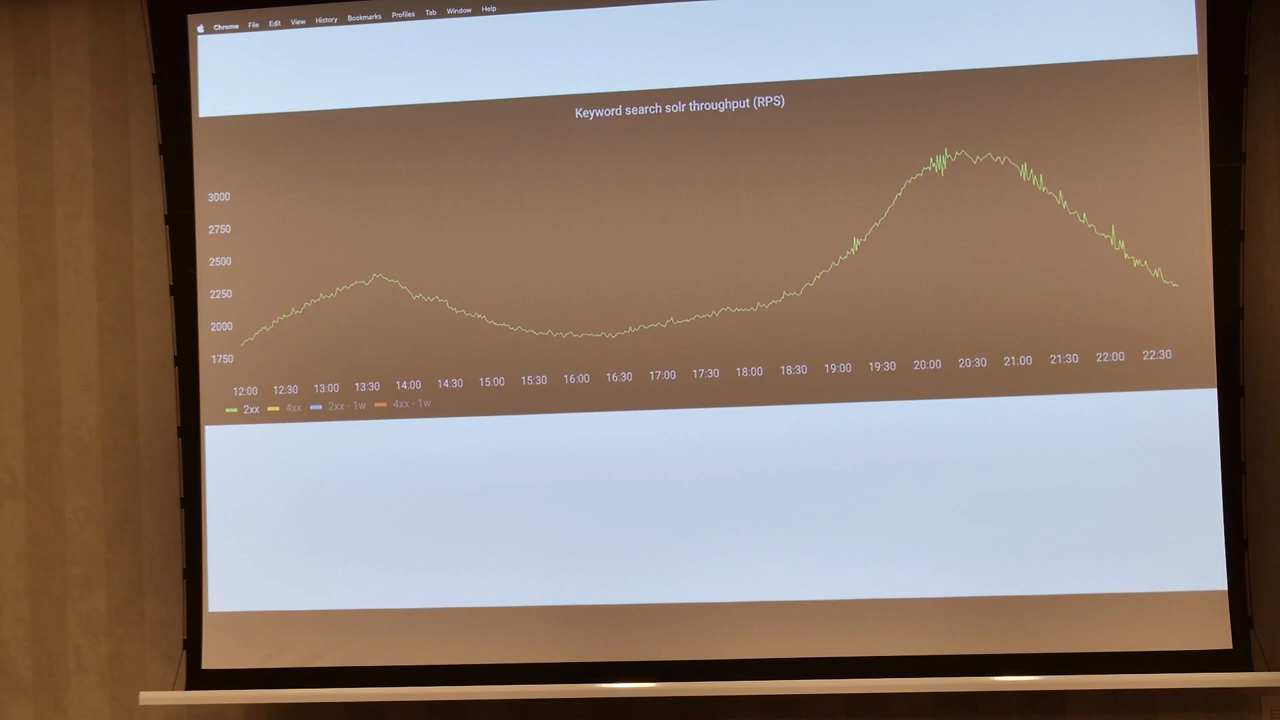 Chrome File Edit View History Bookmarks Profiles Tab Window Help
Keyword search solr throughput (RPS)
3000
2750
2500
2250
2000
1750
12:00 12:30 13:00 13:30 14:00 14:30 15:00 15:30 16:00 16:30 17:00 17:30 18:00 18:30 19:00 19:30 20:00 20:30 21:00 21:30 22:00 22:30
2xx 4xx 2xx - 1w 4xx - 1w